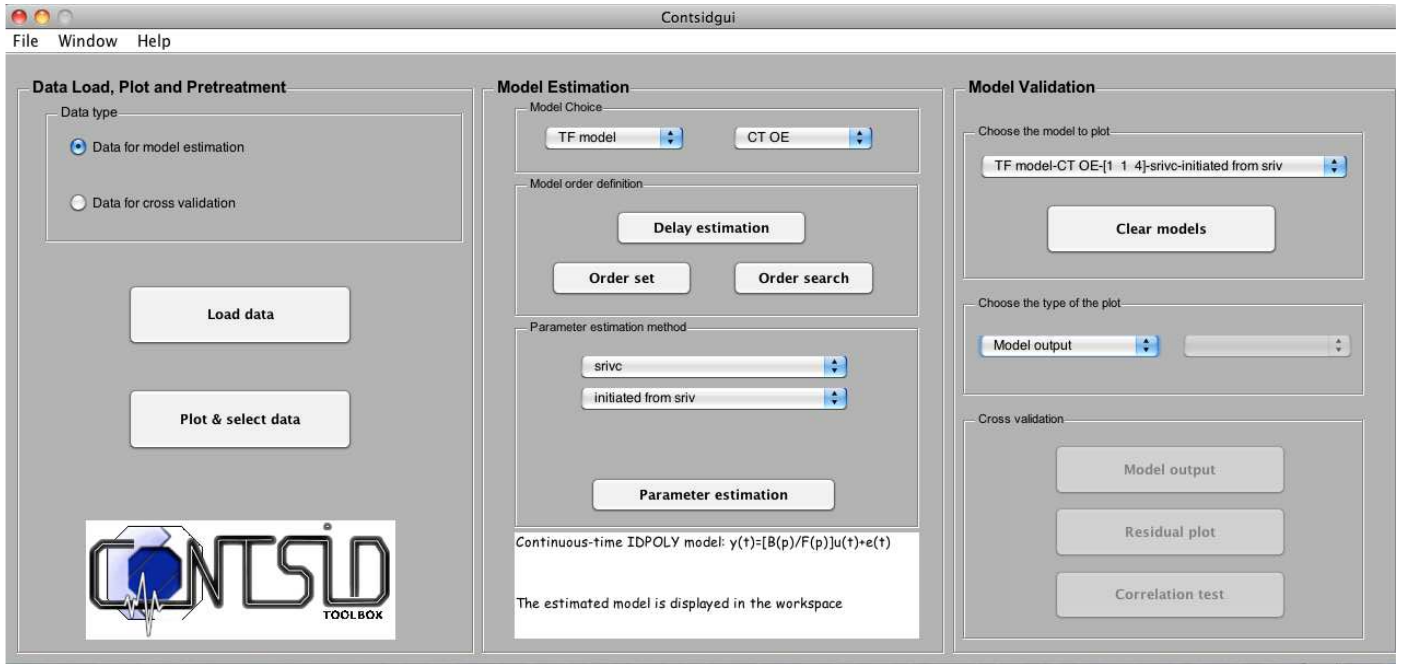 Contsidgui
File Window Help
Data Load, Plot and Pretreatment
Data type
Data for model estimation
Data for cross validation
Load data
Plot & select data
CONTSID
TOOLBOX
Model Estimation
Model Choice
TF model CT OE
Model order definition
Delay estimation
Order set Order search
Parameter estimation method
srivc
initiated from sriv
Parameter estimation
Continuous-time IDPOLY model: y(t)=[B(p)/F(p)]u(t)+e(t)
The estimated model is displayed in the workspace
Model Validation
Choose the model to plot
TF model-CT OE-[1 1 4]-srivc-initiated from sriv
Clear models
Choose the type of the plot
Model output
Cross validation
Model output
Residual plot
Correlation test